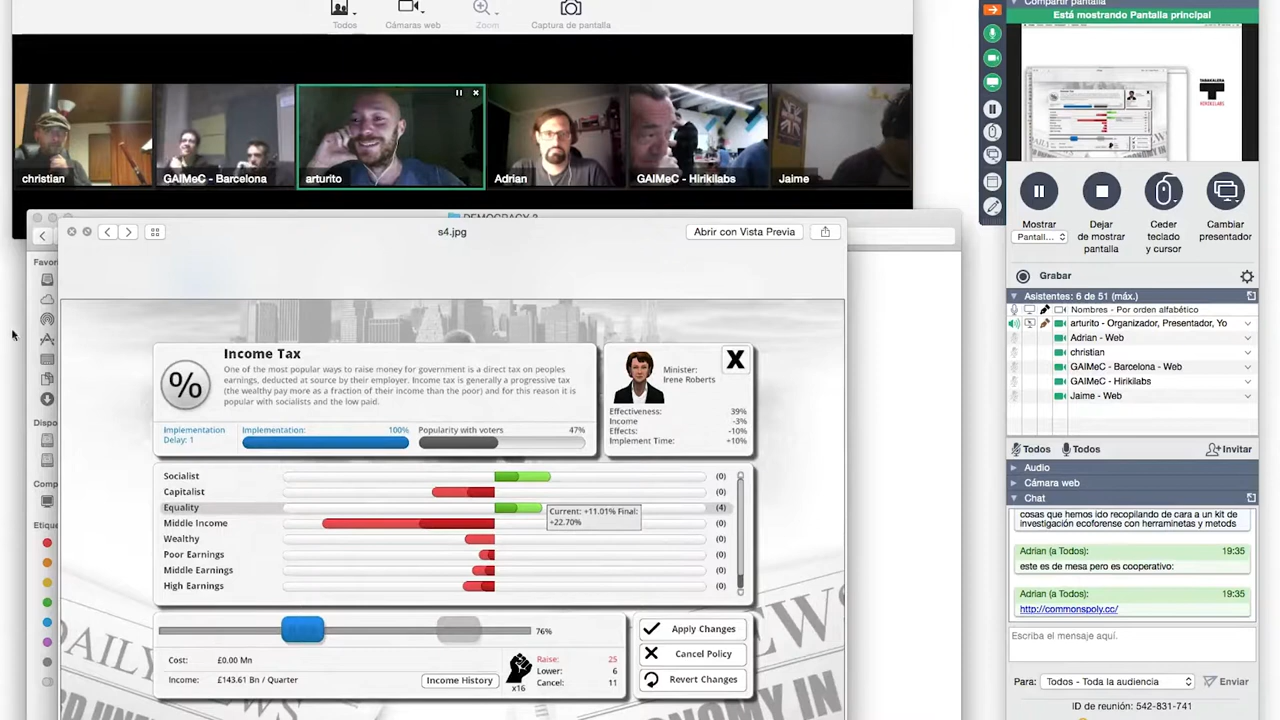 Todos
Cámaras web
Zoom
Captura de pantalla
christian
GAIMeC - Barcelona
arturito
Adrian
GAIMeC - Hirikilabs
Jaime
DEMOCRACY 3
s4.jpg
Abrir con Vista Previa
Favor
Dispo
Comp
Etique
Income Tax
One of the most popular ways to raise money for government is a direct tax on peoples
earnings, deducted at source by their employer. Income tax is generally a progressive tax
(the wealthy pay more as a fraction of their income than the poor) and for this reason it is
popular with socialists and the low paid.
%
Implementation
Delay: 1
Implementation: 100%
Popularity with voters 47%
Minister:
Irene Roberts
X
Effectiveness: 39%
Income -3%
Effects: -10%
Implement Time: +10%
Socialist (0)
Capitalist (0)
Equality (4)
Current: +11.01% Final:
+22.70%
Middle Income (0)
Wealthy (0)
Poor Earnings (0)
Middle Earnings (0)
High Earnings (0)
76%
Cost: £0.00 Mn
Income: £143.61 Bn / Quarter
Income History
x16
Raise: 25
Lower: 6
Cancel: 11
Apply Changes
Cancel Policy
Revert Changes
DAILY
NEWS
Compartir pantalla
Está mostrando Pantalla principal
TABAKALERA
HIRIKILABS
Mostrar
Pantall...
Dejar
de mostrar
pantalla
Ceder
teclado
y cursor
Cambiar
presentador
Grabar
Asistentes: 6 de 51 (máx.)
Nombres - Por orden alfabético
arturito - Organizador, Presentador, Yo
Adrian - Web
christian
GAIMeC - Barcelona - Web
GAIMeC - Hirikilabs
Jaime - Web
Todos
Todos
Invitar
Audio
Cámara web
Chat
cosas que hemos ido recopilando de cara a un kit de
investigación ecoforense con herraminetas y metods
Adrian (a Todos): 19:35
este es de mesa pero es cooperativo:
Adrian (a Todos): 19:35
http://commonspoly.cc/
Escriba el mensaje aquí.
Para: Todos - Toda la audiencia
Enviar
ID de reunión: 542-831-741